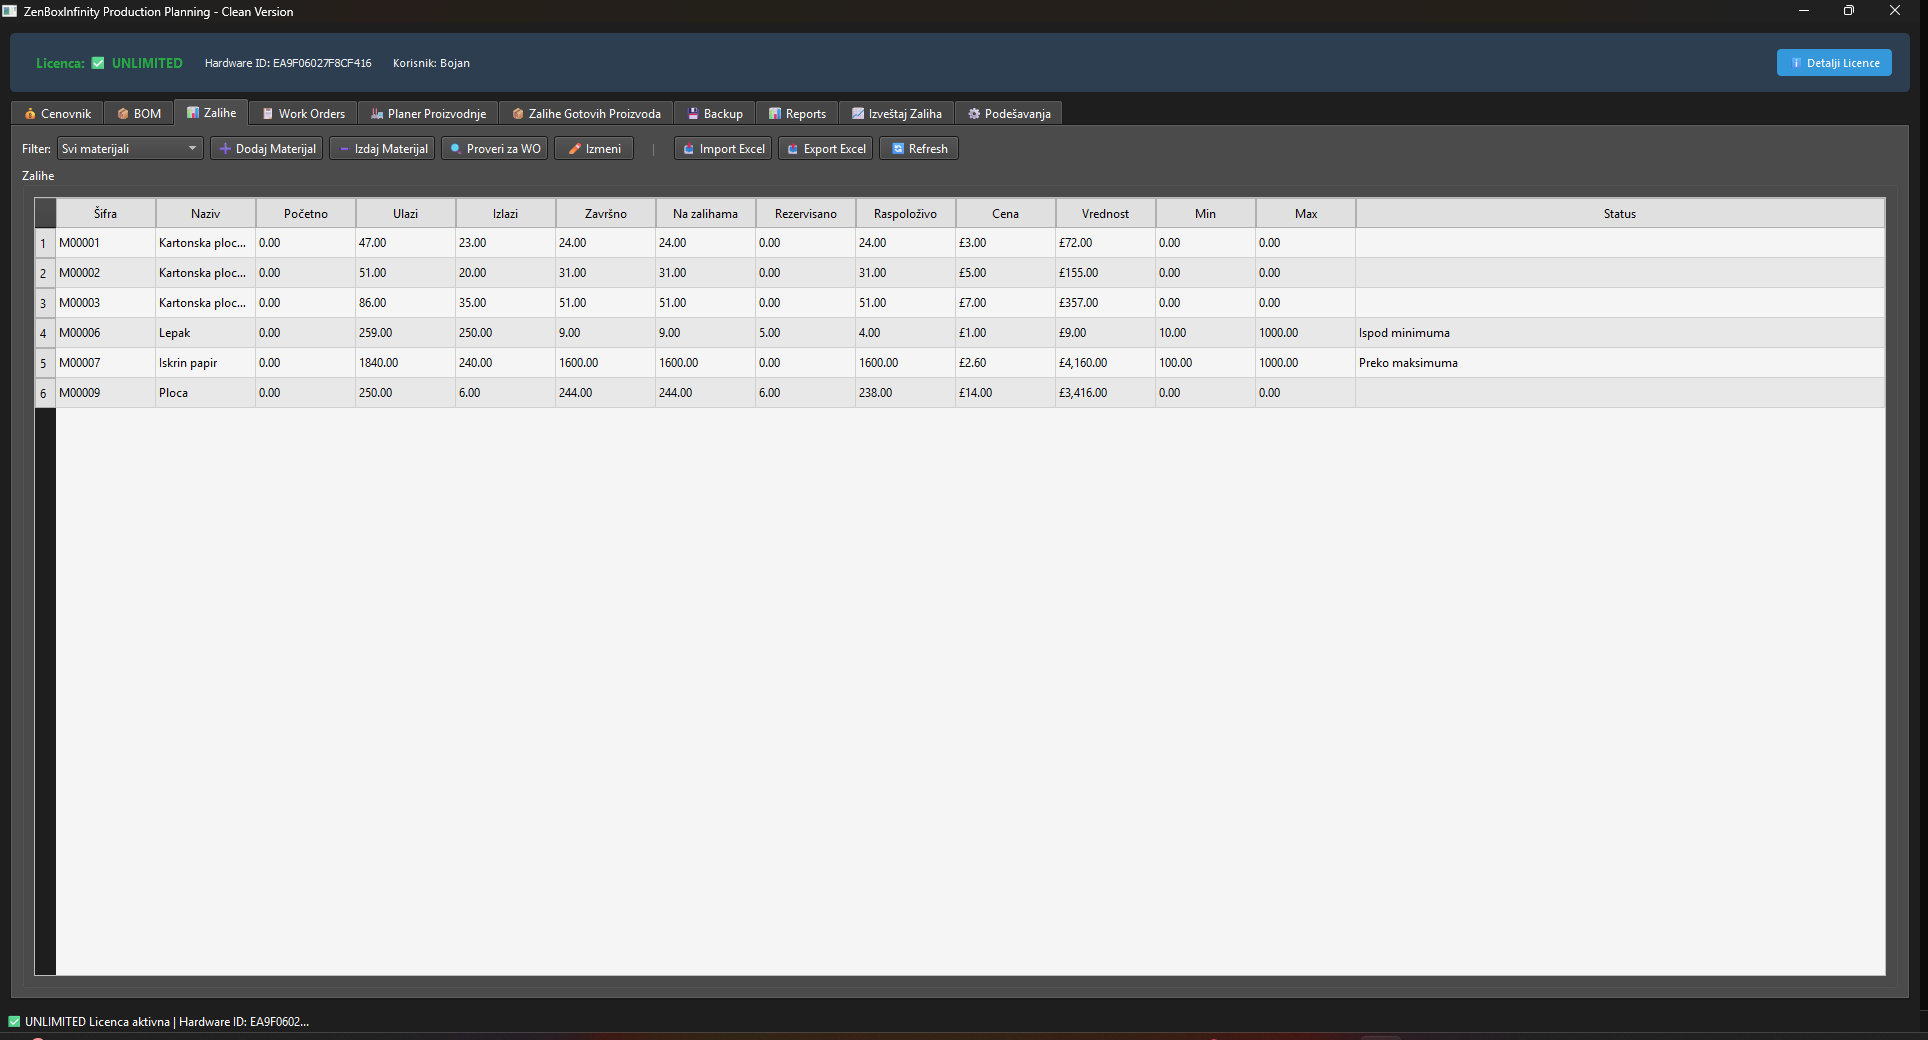 ZenBoxInfinity Production Planning - Clean Version
Licenca: ✅ UNLIMITED Hardware ID: EA9F06027F8CF416 Korisnik: Bojan Detalji Licence
Cenovnik BOM Zalihe Work Orders Planer Proizvodnje Zalihe Gotovih Proizvoda Backup Reports Izveštaj Zaliha Podešavanja
Filter: Svi materijali Dodaj Materijal Izdaj Materijal Proveri za WO Izmeni | Import Excel Export Excel Refresh
Zalihe
Šifra Naziv Početno Ulazi Izlazi Završno Na zalihama Rezervisano Raspoloživo Cena Vrednost Min Max Status
1 M00001 Kartonska ploc... 0.00 47.00 23.00 24.00 24.00 0.00 24.00 £3.00 £72.00 0.00 0.00
2 M00002 Kartonska ploc... 0.00 51.00 20.00 31.00 31.00 0.00 31.00 £5.00 £155.00 0.00 0.00
3 M00003 Kartonska ploc... 0.00 86.00 35.00 51.00 51.00 0.00 51.00 £7.00 £357.00 0.00 0.00
4 M00006 Lepak 0.00 259.00 250.00 9.00 9.00 5.00 4.00 £1.00 £9.00 10.00 1000.00 Ispod minimuma
5 M00007 Iskrin papir 0.00 1840.00 240.00 1600.00 1600.00 0.00 1600.00 £2.60 £4,160.00 100.00 1000.00 Preko maksimuma
6 M00009 Ploca 0.00 250.00 6.00 244.00 244.00 6.00 238.00 £14.00 £3,416.00 0.00 0.00
✅ UNLIMITED Licenca aktivna | Hardware ID: EA9F0602...